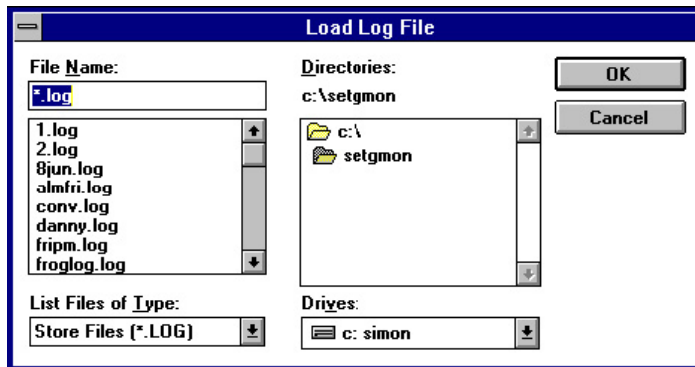 Load Log File
File Name:
*.log
1.log
2.log
8jun.log
almfri.log
conv.log
danny.log
fripm.log
froglog.log
List Files of Type:
Store Files (*.LOG)
Directories:
c:\setgmon
c:\
setgmon
Drives:
c: simon
OK
Cancel